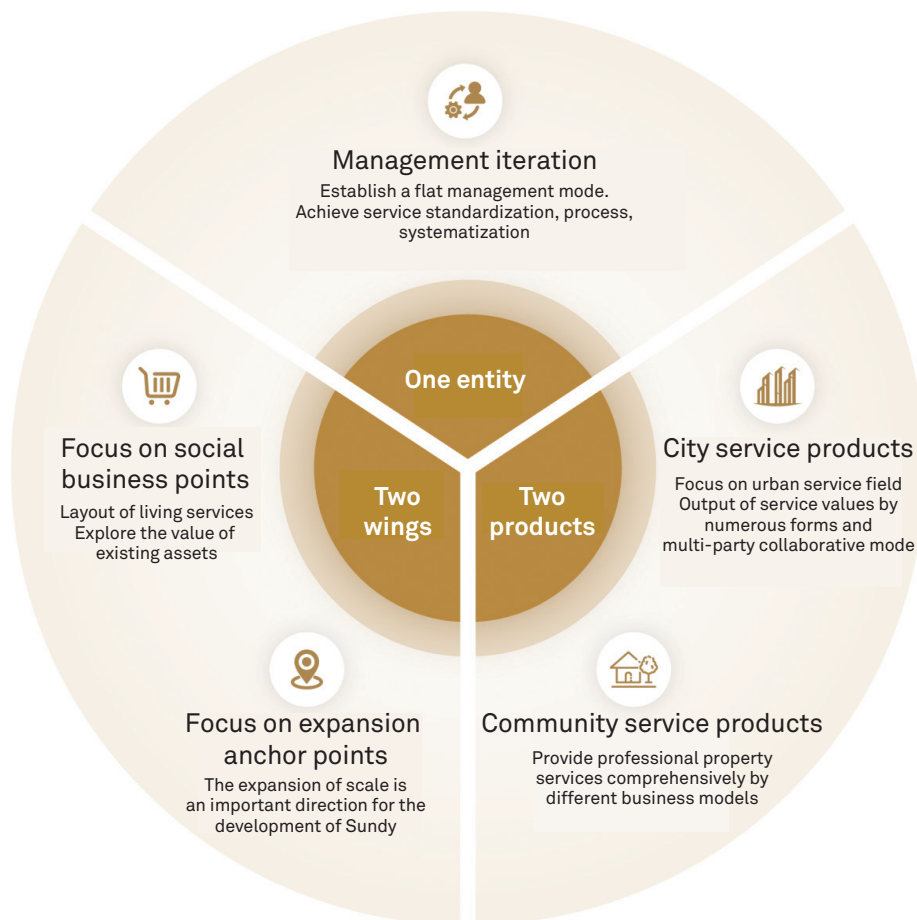 Management iteration
Establish a flat management mode.
Achieve service standardization, process,
systematization
One entity
Two
wings
Two
products
Focus on social
business points
Layout of living services
Explore the value of
existing assets
City service products
Focus on urban service field
Output of service values by
numerous forms and
multi-party collaborative mode
Focus on expansion
anchor points
The expansion of scale is
an important direction for the
development of Sundy
Community service products
Provide professional property
services comprehensively by
different business models